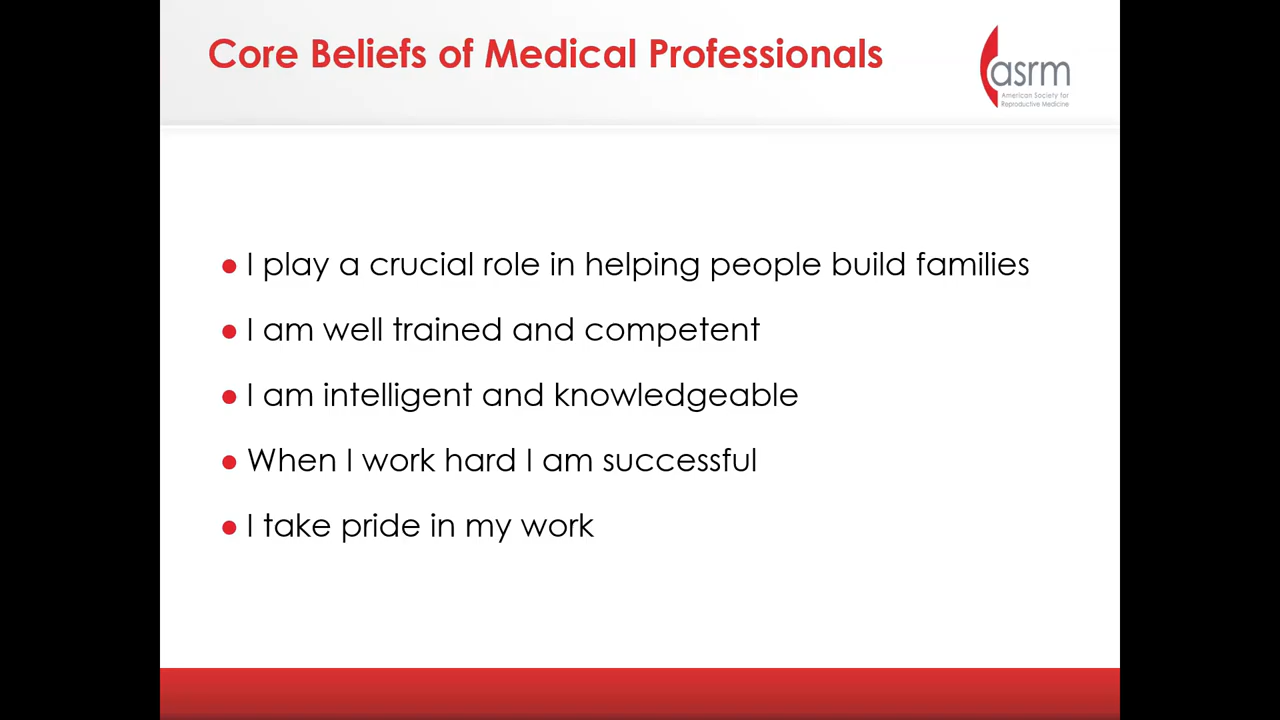 Core Beliefs of Medical Professionals
asrm
American Society for
Reproductive Medicine
I play a crucial role in helping people build families
I am well trained and competent
I am intelligent and knowledgeable
When I work hard I am successful
I take pride in my work